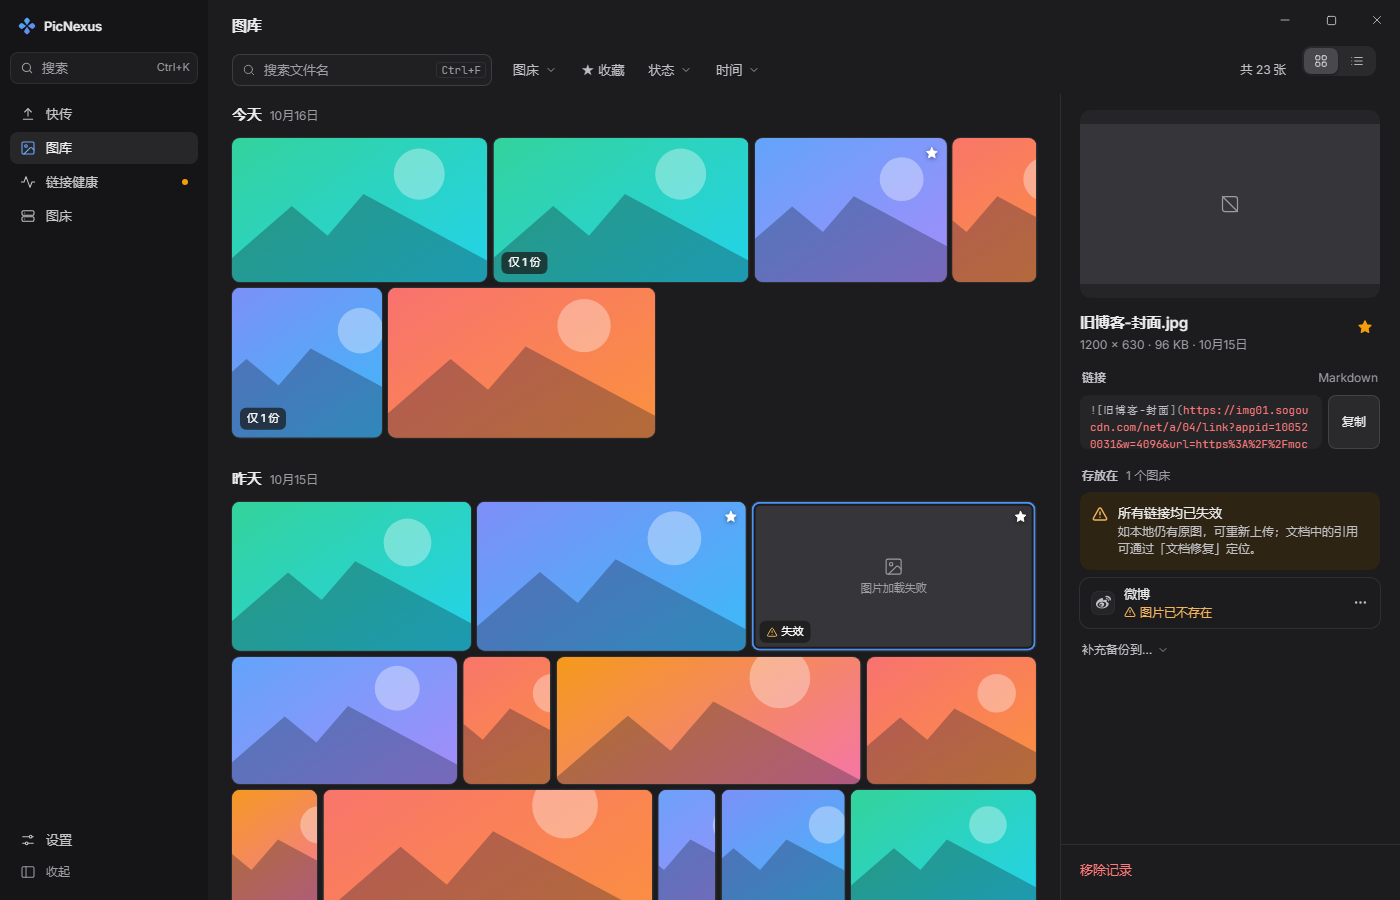 PicNexus
搜索 Ctrl+K
快传
图库
链接健康
图床
设置
收起
图库
搜索文件名 Ctrl+F
图床
★ 收藏
状态
时间
共 23 张
今天 10月16日
仅 1 份
仅 1 份
昨天 10月15日
图片加载失败
失效
旧博客-封面.jpg
1200 × 630 · 96 KB · 10月15日
链接 Markdown
![旧博客-封面](https://img01.sogou
cdn.com/net/a/04/link?appid=10052
0031&w=4096&url=https%3A%2F%2Fmoc
复制
存放在 1 个图床
所有链接均已失效
如本地仍有原图，可重新上传；文档中的引用
可通过「文档修复」定位。
微博
图片已不存在
补充备份到...
移除记录